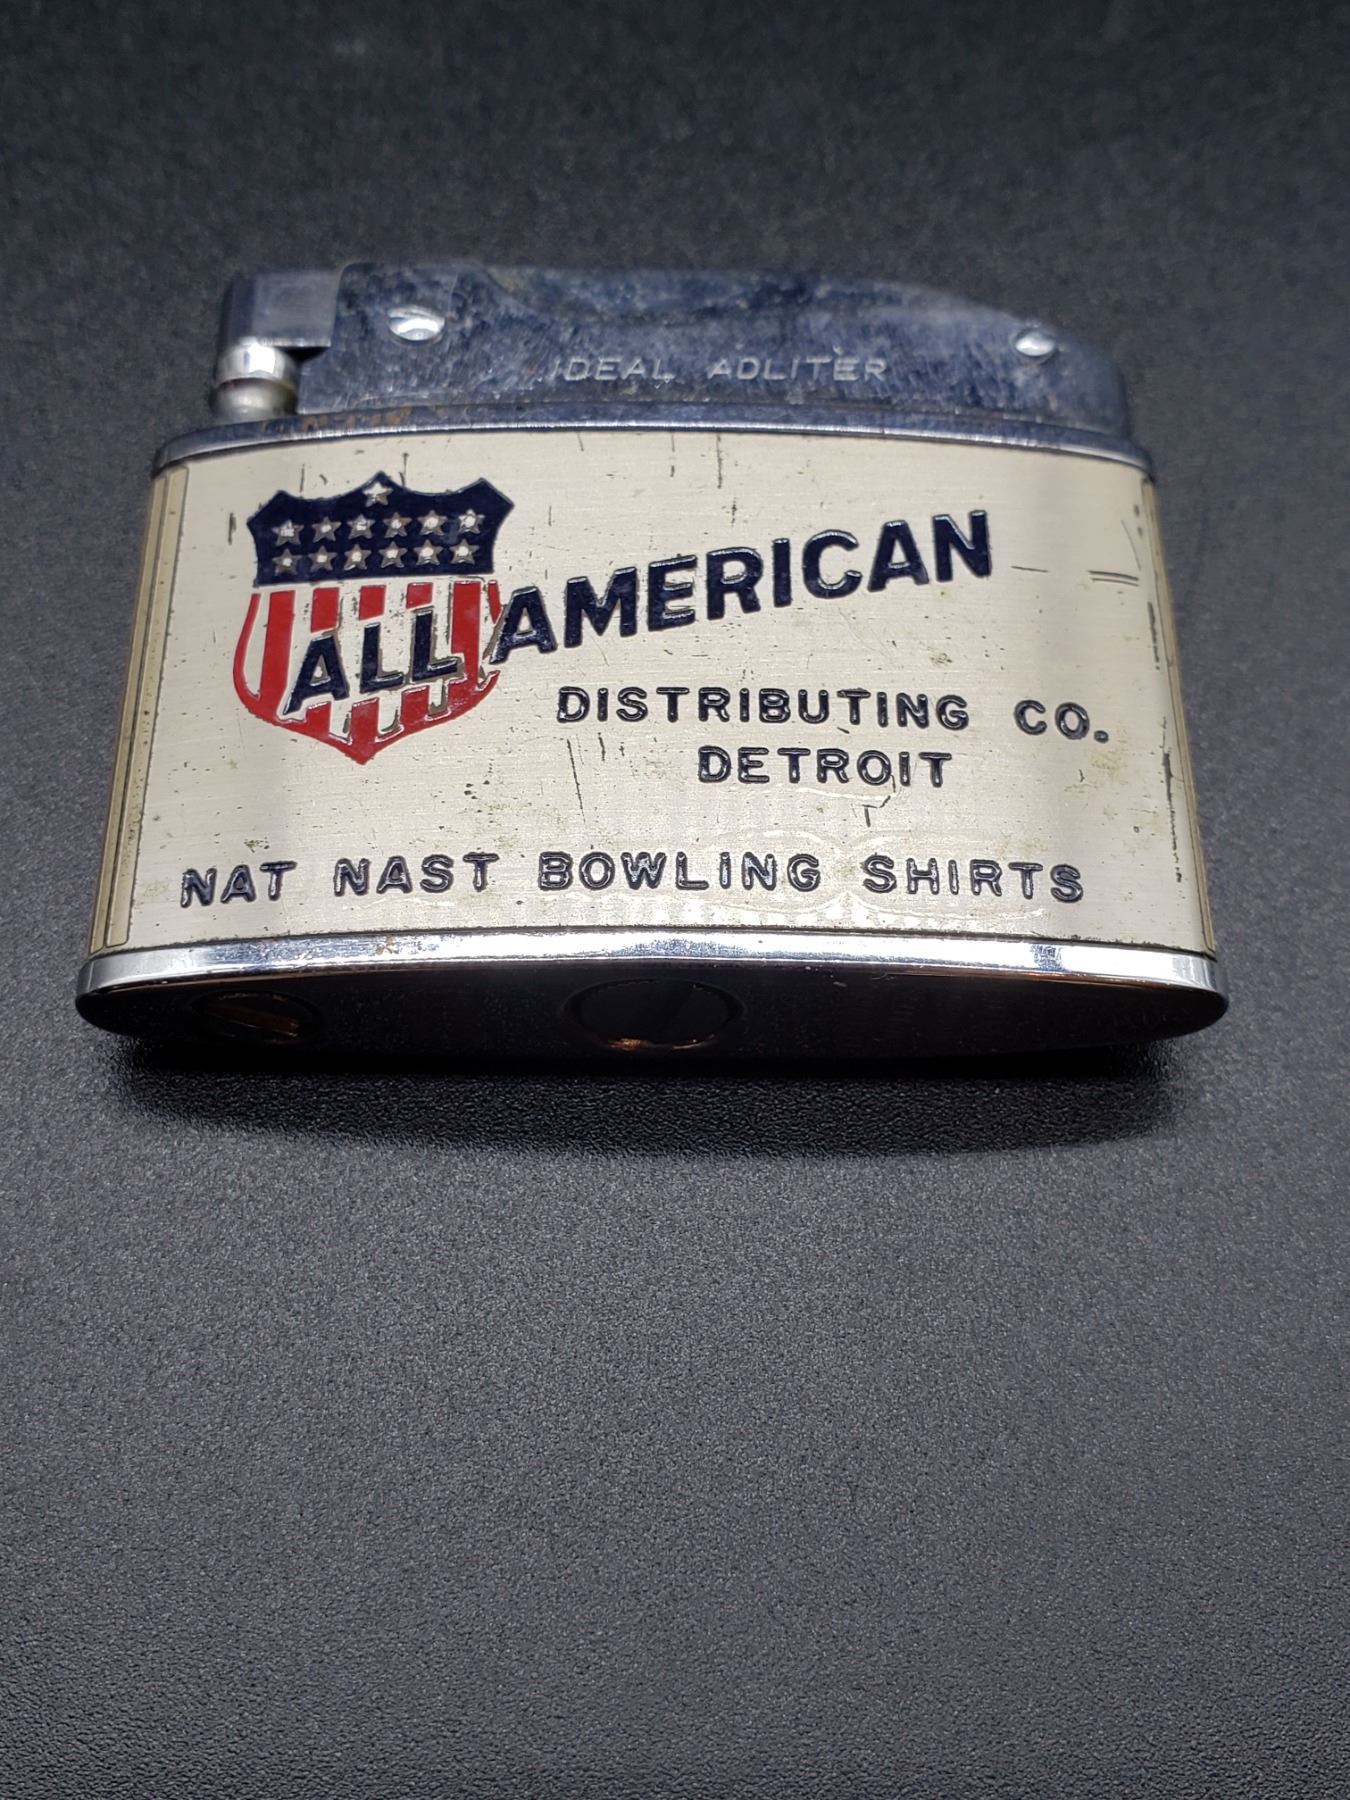 IDEAL ADLITER
ALL AMERICAN
DISTRIBUTING CO.
DETROIT
NAT NAST BOWLING SHIRTS